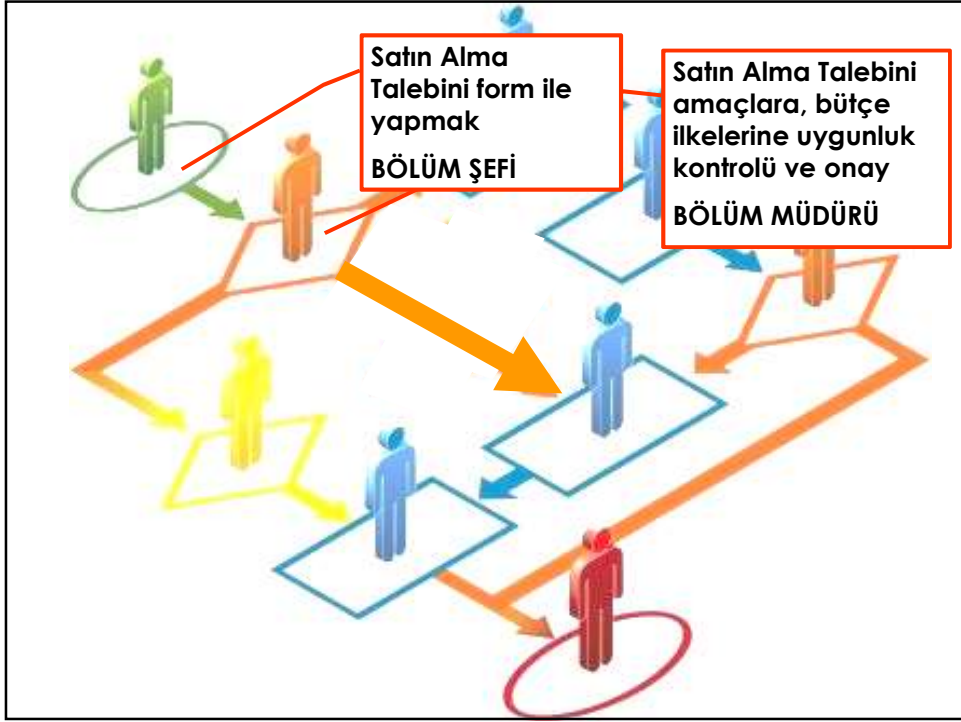 Satın Alma
Talebini form ile
yapmak
BÖLÜM ŞEFİ
Satın Alma Talebini
amaçlara, bütçe
ilkelerine uygunluk
kontrolü ve onay
BÖLÜM MÜDÜRÜ